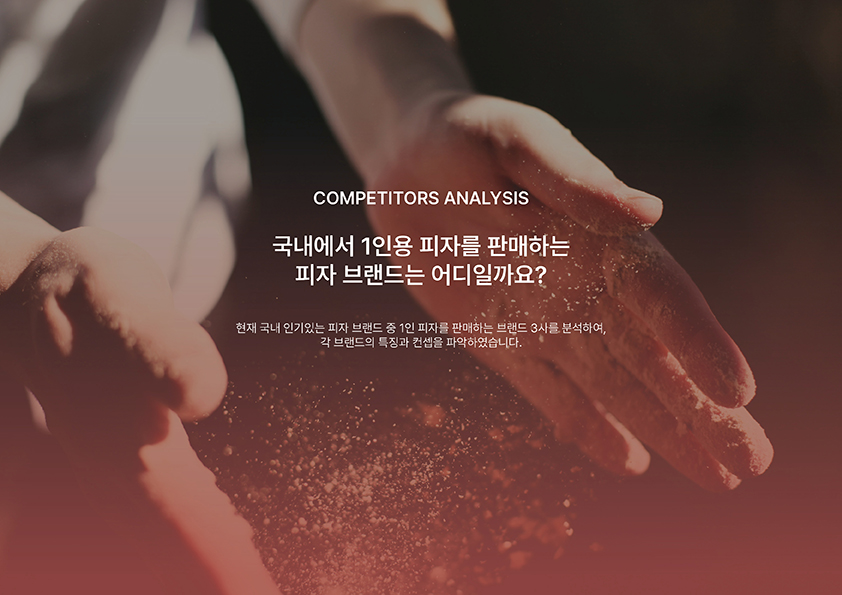 COMPETITORS ANALYSIS
국내에서 1인용 피자를 판매하는
피자 브랜드는 어디일까요?
현재 국내 인기있는 피자 브랜드 중 1인 피자를 판매하는 브랜드 3사를 분석하여,
각 브랜드의 특징과 컨셉을 파악하였습니다.